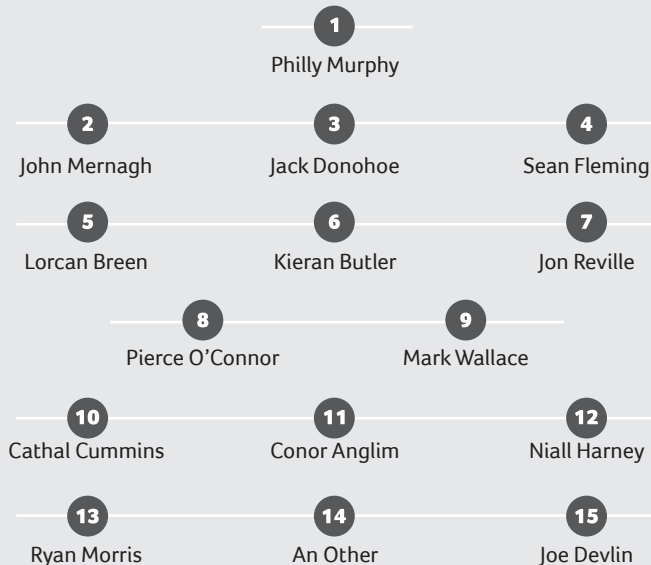 1
Philly Murphy
2 3 4
John Mernagh Jack Donohoe Sean Fleming
5 6 7
Lorcan Breen Kieran Butler Jon Reville
8 9
Pierce O’Connor Mark Wallace
10 11 12
Cathal Cummins Conor Anglim Niall Harney
13 14 15
Ryan Morris An Other Joe Devlin